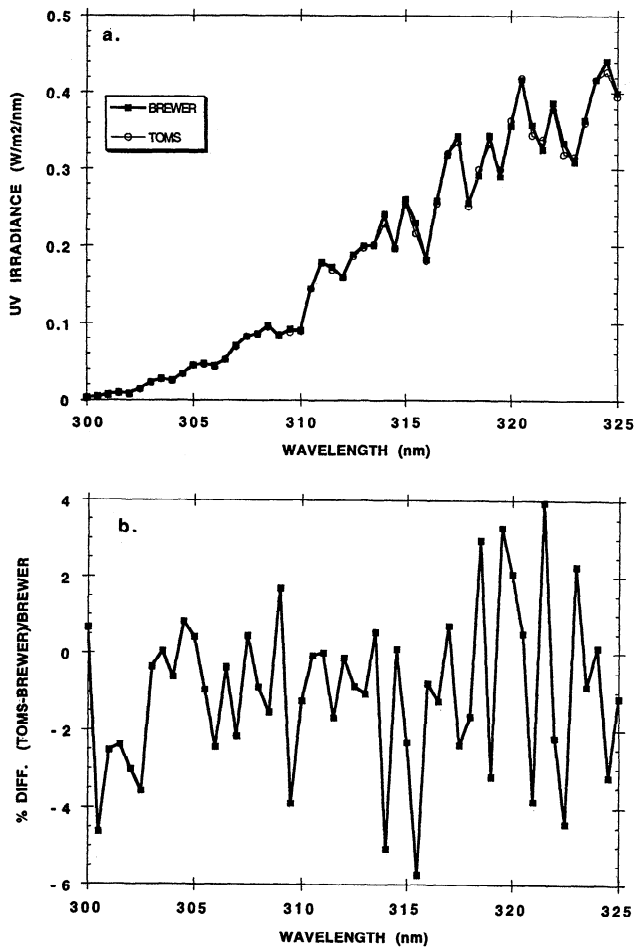 a.
0.5
0.4
0.3
0.2
0.1
0
UV IRRADIANCE (W/m2/nm)
BREWER
TOMS
300 305 310 315 320 325
WAVELENGTH (nm)
b.
4
2
0
-2
-4
-6
% DIFF. (TOMS-BREWERY/BREWER
300 305 310 315 320 325
WAVELENGTH (nm)